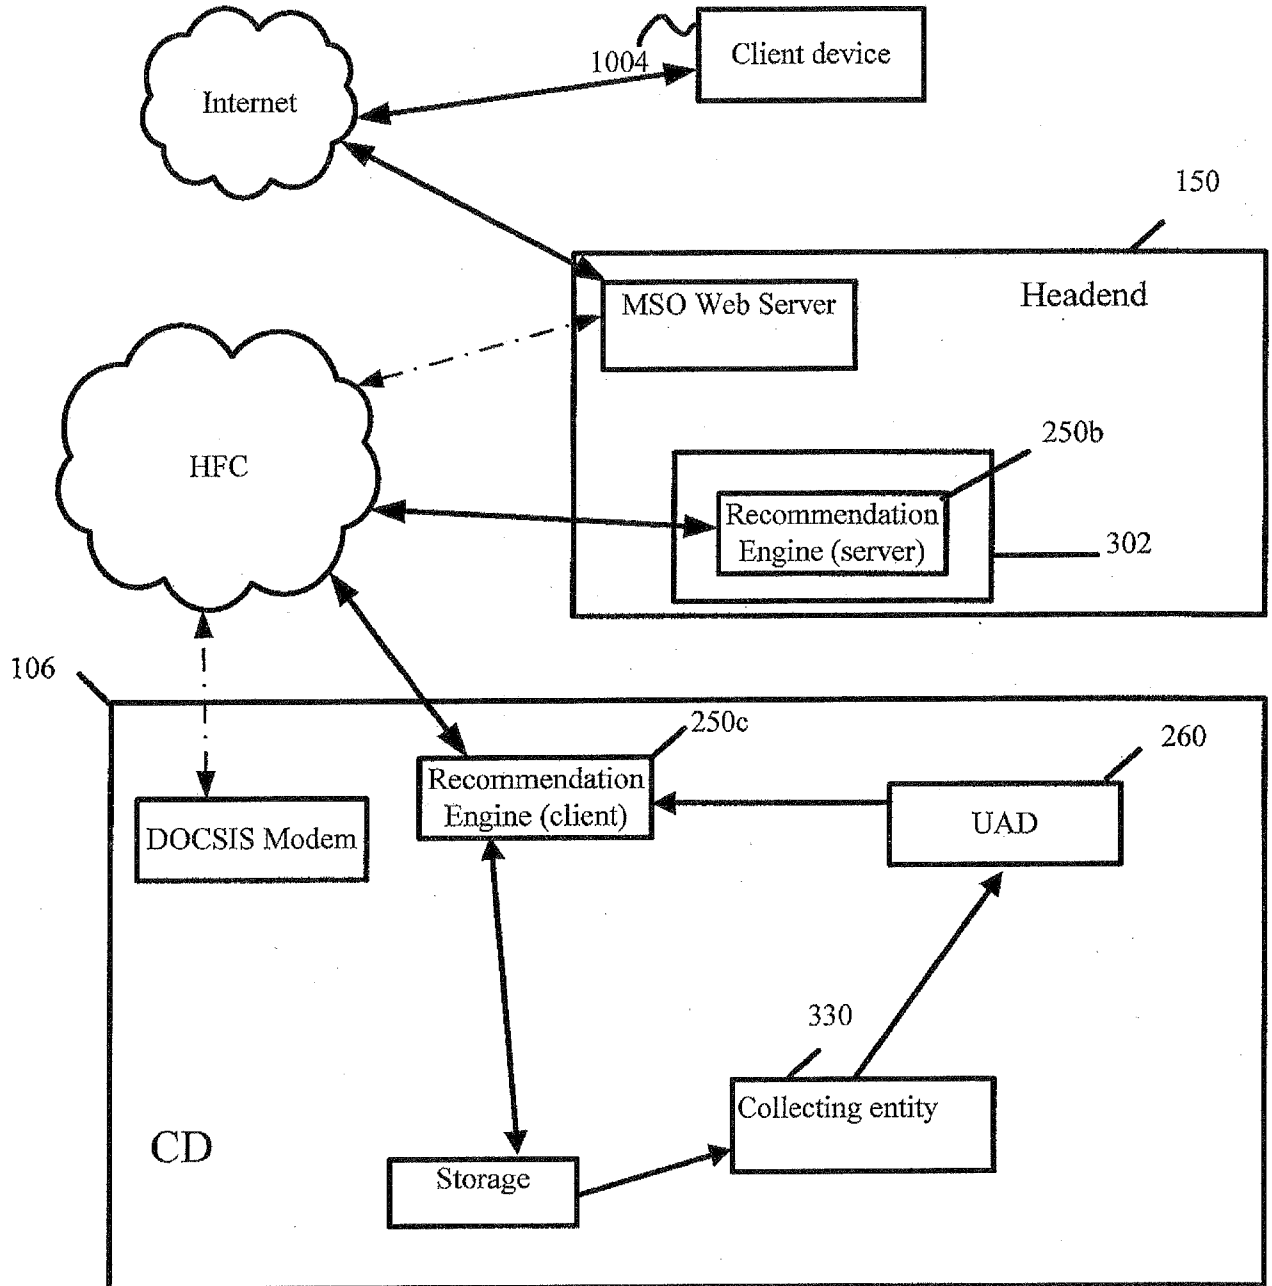 1004
Client device
Internet
150
MSO Web Server
Headend
HFC
250b
Recommendation
Engine (server)
302
106
250c
260
Recommendation
Engine (client)
UAD
DOCSIS Modem
330
Collecting entity
CD
Storage